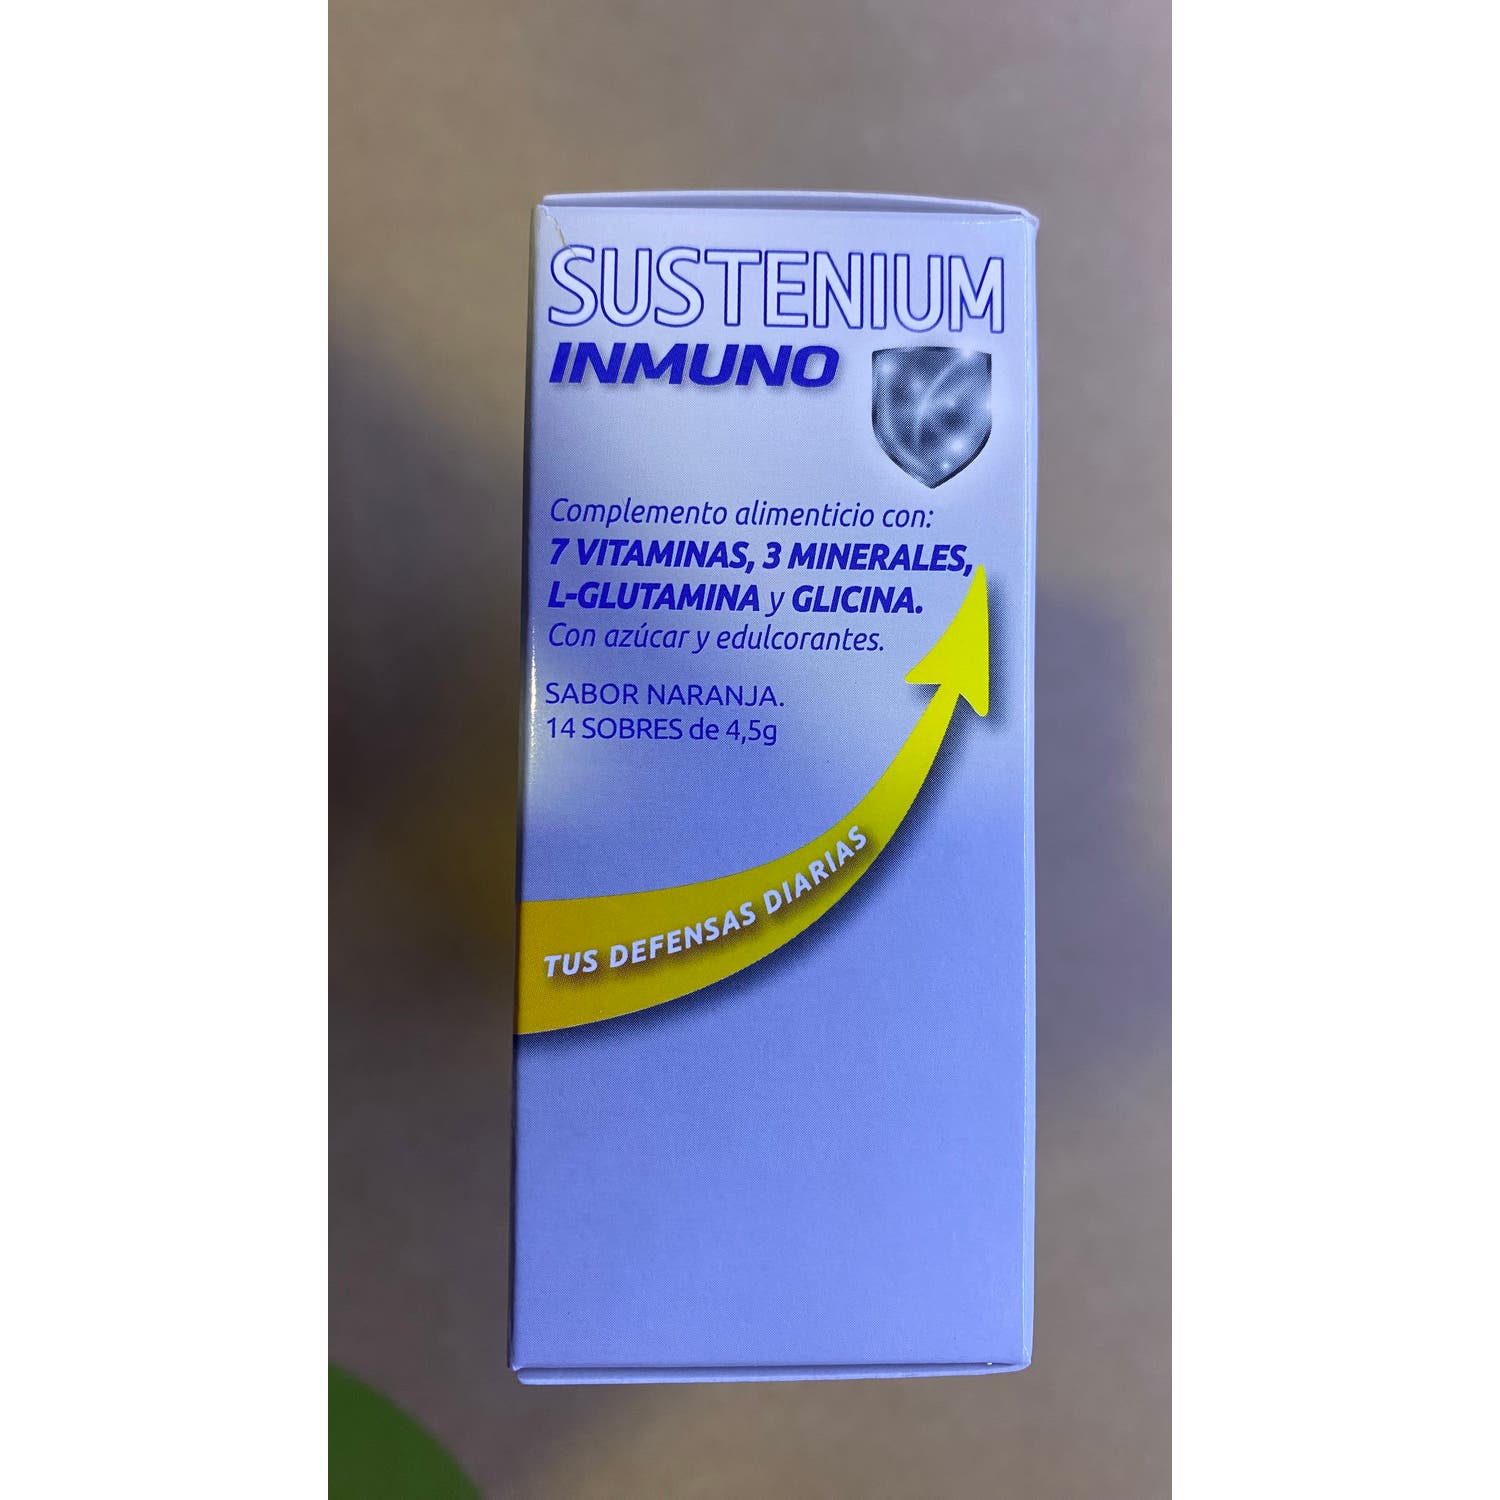 SUSTENIUM
INMUNO
Complemento alimenticio con:
7 VITAMINAS, 3 MINERALES,
L-GLUTAMINA y GLICINA.
Con azúcar y edulcorantes.
SABOR NARANJA.
14 SOBRES de 4,5g
TUS DEFENSAS DIARIAS